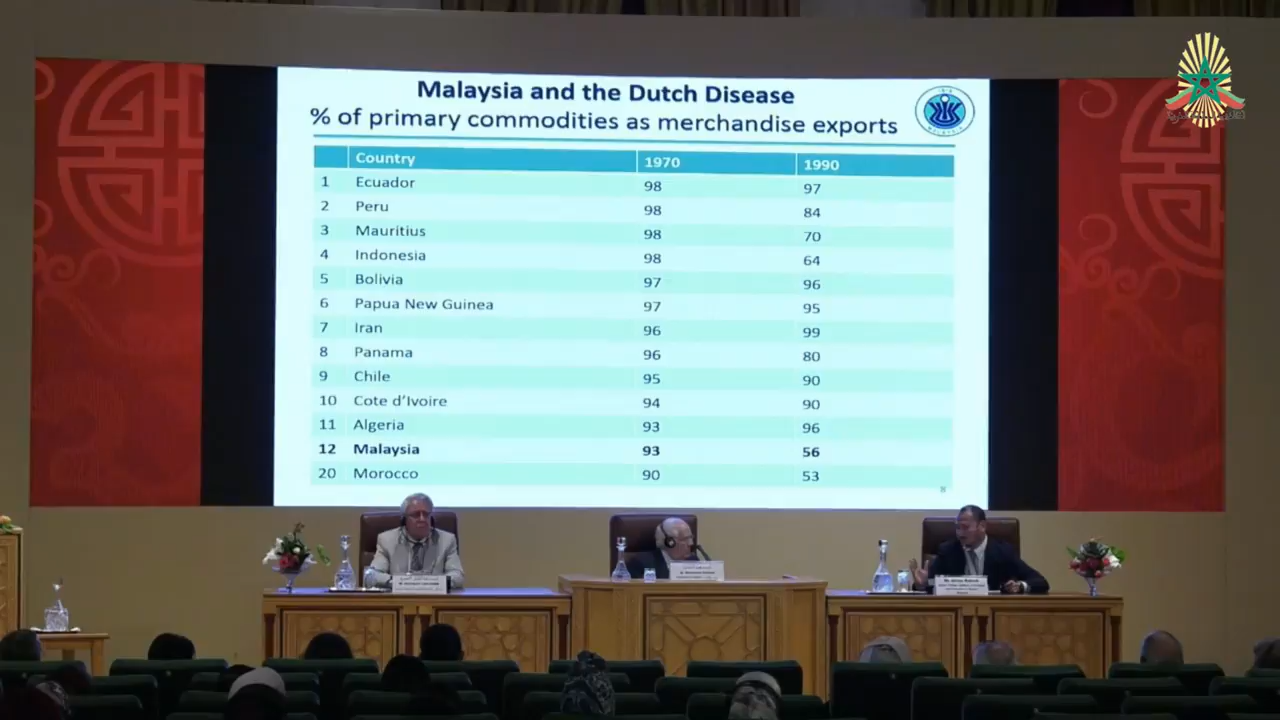 Malaysia and the Dutch Disease
% of primary commodities as merchandise exports
Country 1970 1990
1 Ecuador 98 97
2 Peru 98 84
3 Mauritius 98 70
4 Indonesia 98 64
5 Bolivia 97 96
6 Papua New Guinea 97 95
7 Iran 96 99
8 Panama 96 80
9 Chile 95 90
10 Cote d’Ivoire 94 90
11 Algeria 93 96
12 Malaysia 93 56
20 Morocco 90 53
8